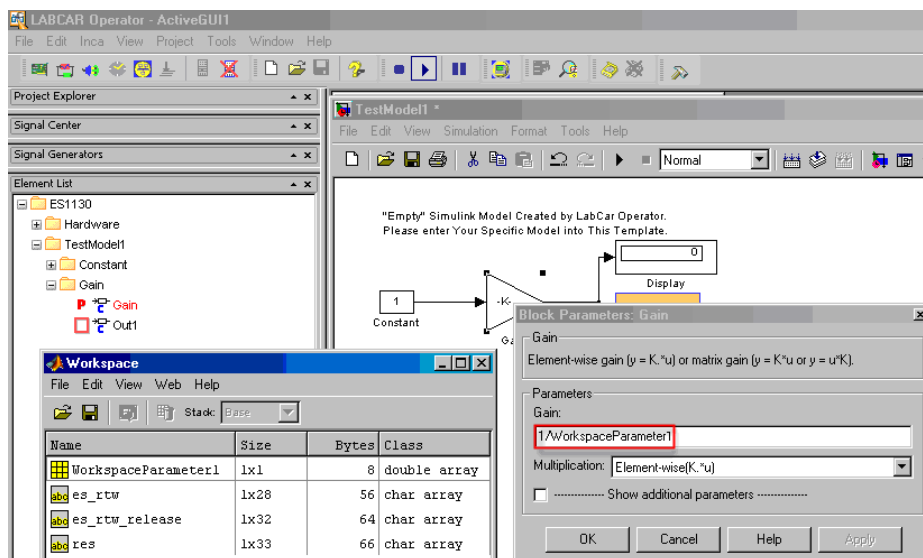 LABCAR Operator - ActiveGUI1
File Edit Inca View Project Tools Window Help
Project Explorer
Signal Center
Signal Generators
Element List
ES1130
Hardware
TestModel1
Constant
Gain
P Gain
Out1
TestModel1 *
File Edit View Simulation Format Tools Help
Normal
"Empty" Simulink Model Created by LabCar Operator.
Please enter Your Specific Model into This Template.
0
Display
1
-K-
Constant
Workspace
File Edit View Web Help
Stack: Base
Name Size Bytes Class
WorkspaceParameter1 1x1 8 double array
abc es_rtw 1x28 56 char array
abc es_rtw_release 1x32 64 char array
abc res 1x33 66 char array
Block Parameters: Gain
Gain
Element-wise gain (y = K.*u) or matrix gain (y = K*u or y = u*K).
Parameters
Gain:
1/WorkspaceParameter1
Multiplication: Element-wise(K.*u)
--------------- Show additional parameters ---------------
OK Cancel Help Apply